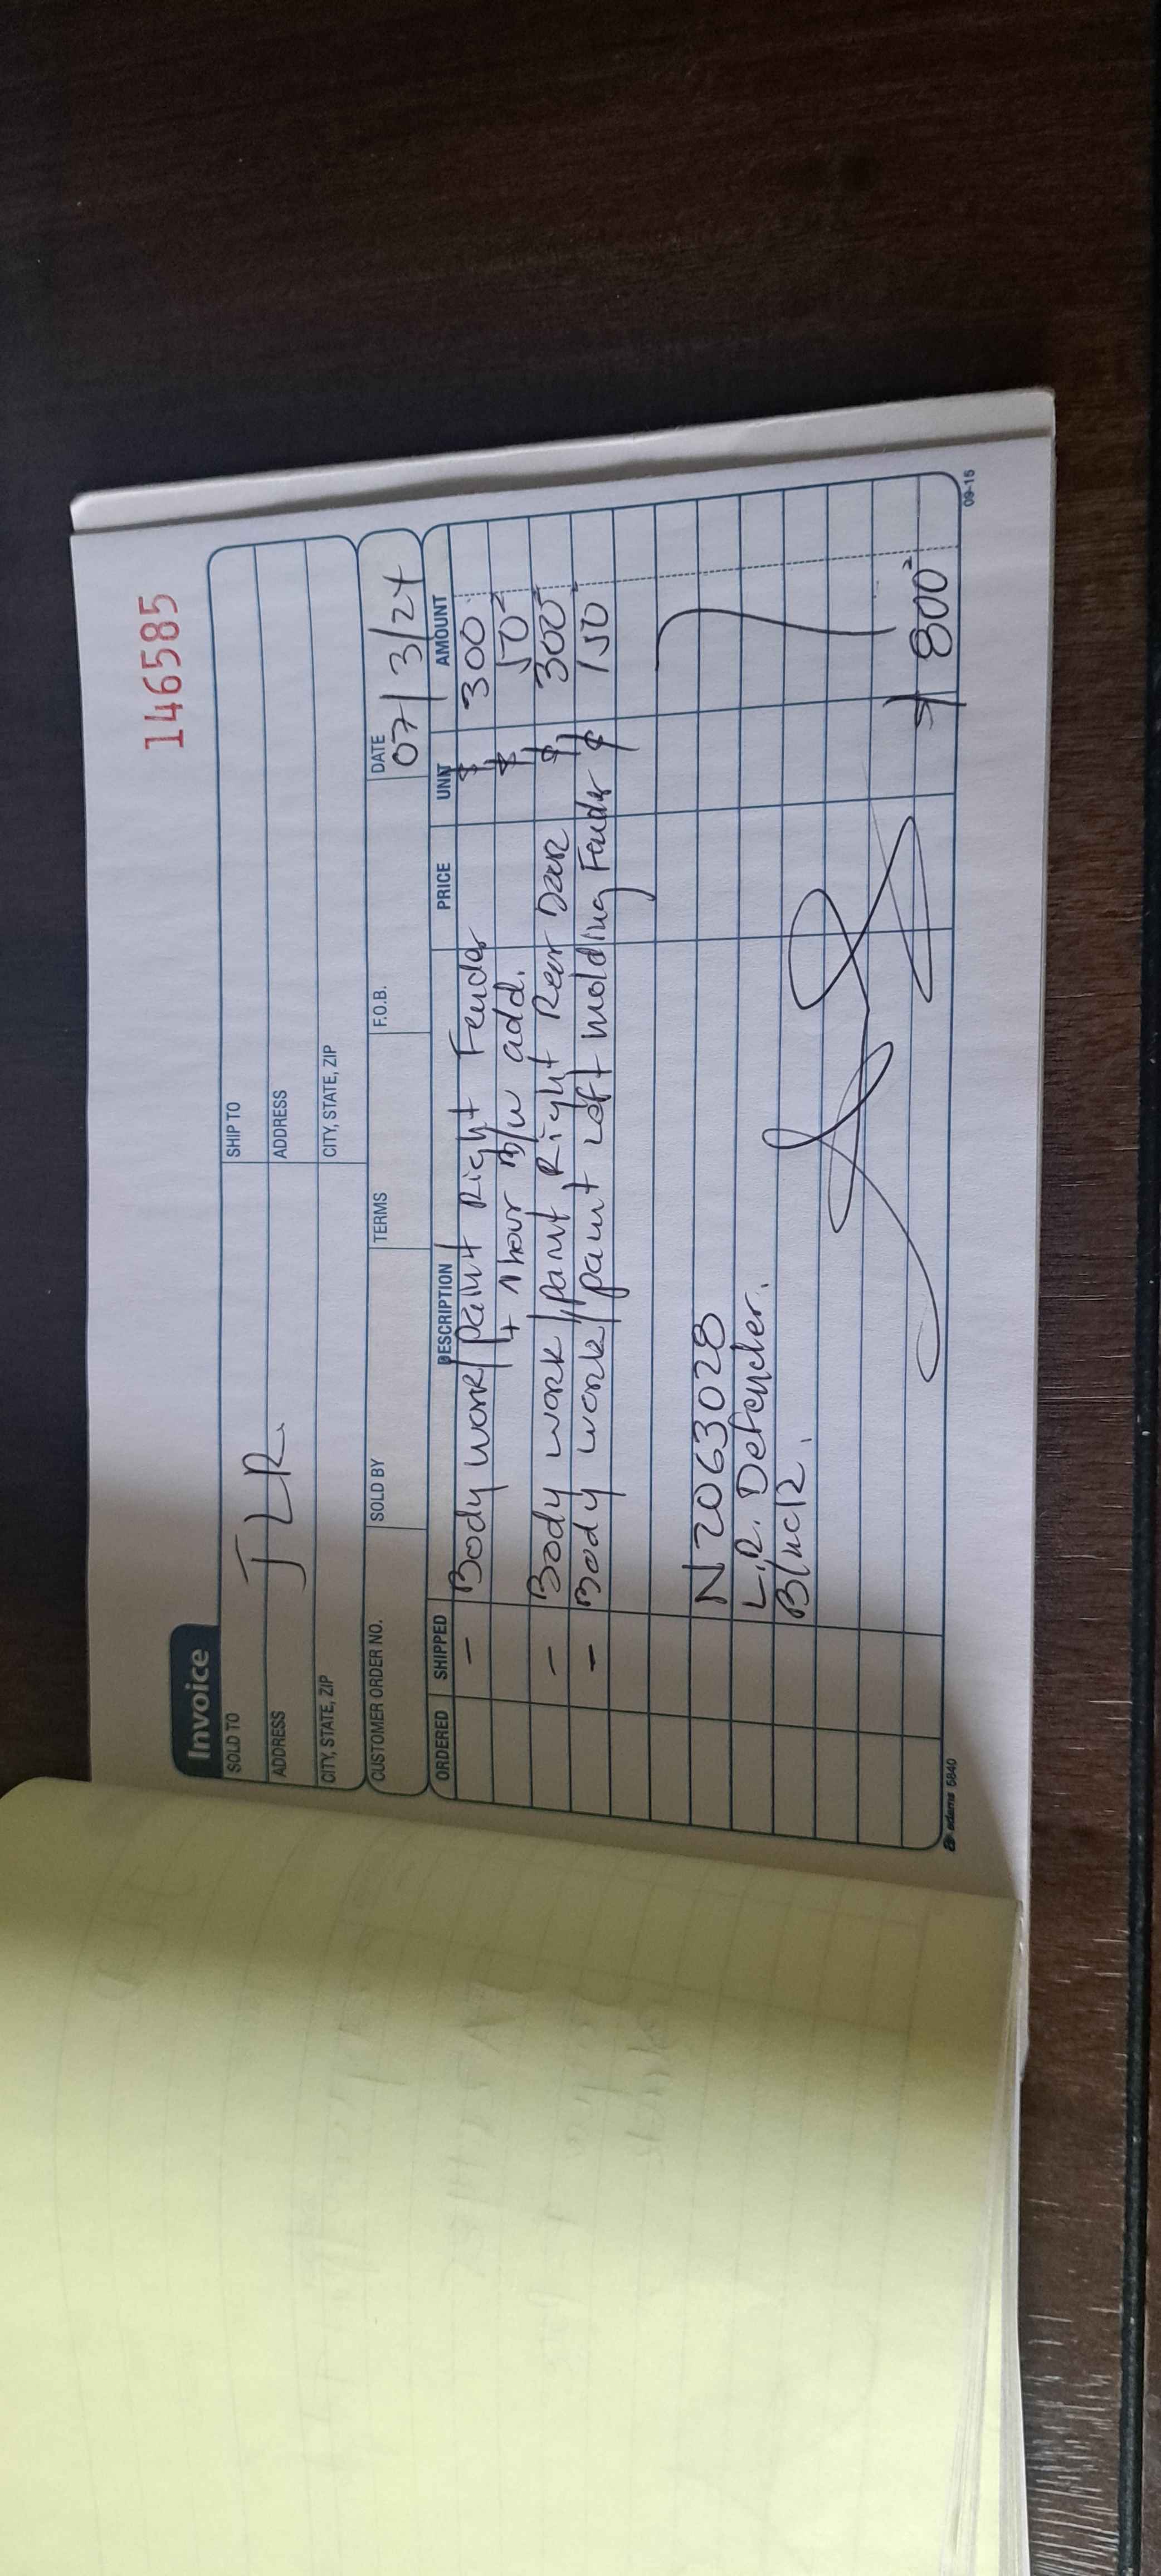 146585
Invoice
SOLD TO JLR. SHIP TO
ADDRESS ADDRESS
CITY, STATE, ZIP CITY, STATE, ZIP
CUSTOMER ORDER NO. SOLD BY TERMS F.O.B. DATE 07/3/24
ORDERED SHIPPED DESCRIPTION PRICE UNIT AMOUNT
- Body work/paint Right Fender $ 300
+ 1 hour B/w add. $ 50
- Body work/paint Right Rear Door $ 300
- Body work/paint Left molding Fender $ 150
N2063028
L.R. Defender.
Black.
$ 800
adams 5840 09-15